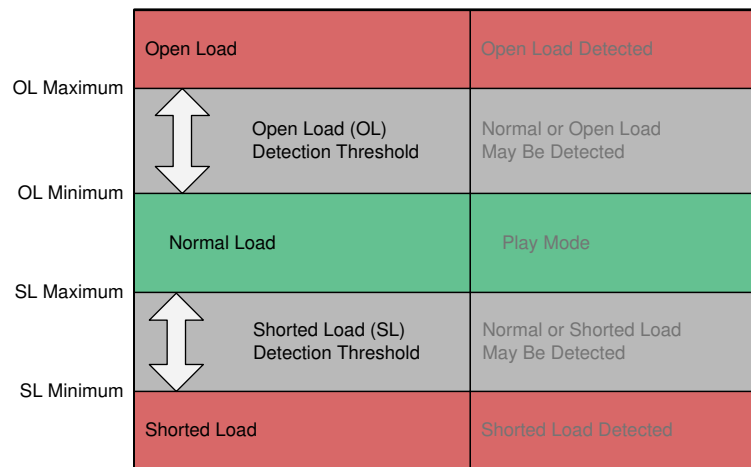 Open Load
Open Load Detected
OL Maximum
Open Load (OL)
Detection Threshold
Normal or Open Load
May Be Detected
OL Minimum
Normal Load
Play Mode
SL Maximum
Shorted Load (SL)
Detection Threshold
Normal or Shorted Load
May Be Detected
SL Minimum
Shorted Load
Shorted Load Detected